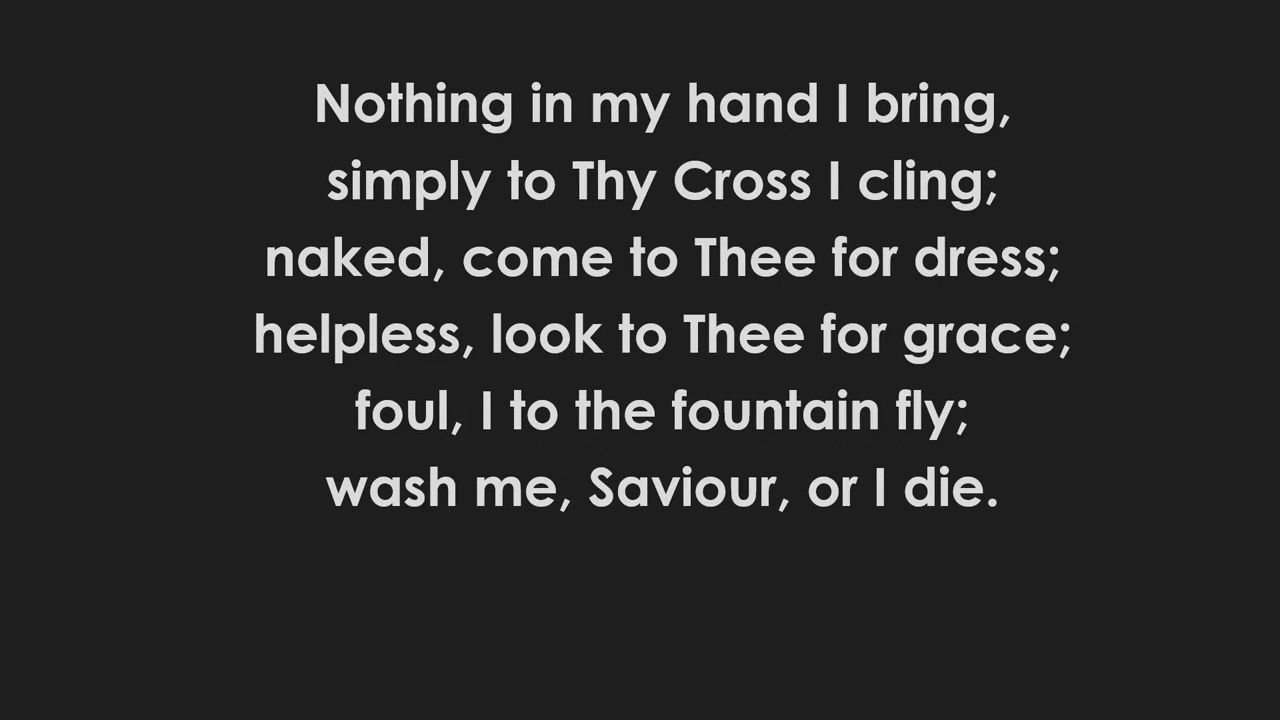 Nothing in my hand I bring,
simply to Thy Cross I cling;
naked, come to Thee for dress;
helpless, look to Thee for grace;
foul, I to the fountain fly;
wash me, Saviour, or I die.